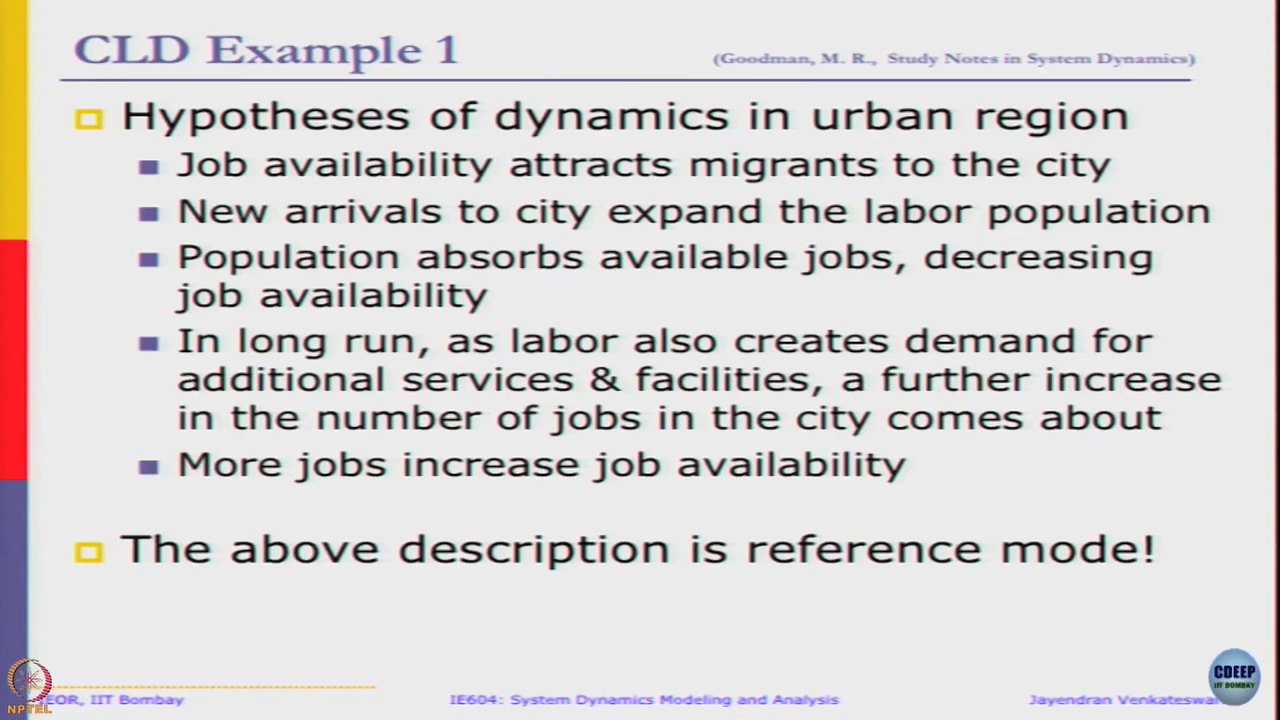 CLD Example 1
(Goodman, M. R., Study Notes in System Dynamics)
Hypotheses of dynamics in urban region
Job availability attracts migrants to the city
New arrivals to city expand the labor population
Population absorbs available jobs, decreasing
job availability
In long run, as labor also creates demand for
additional services & facilities, a further increase
in the number of jobs in the city comes about
More jobs increase job availability
The above description is reference mode!
IEOR, IIT Bombay
IE604: System Dynamics Modeling and Analysis
Jayendran
NPTEL
CDEEP
IIT BOMBAY